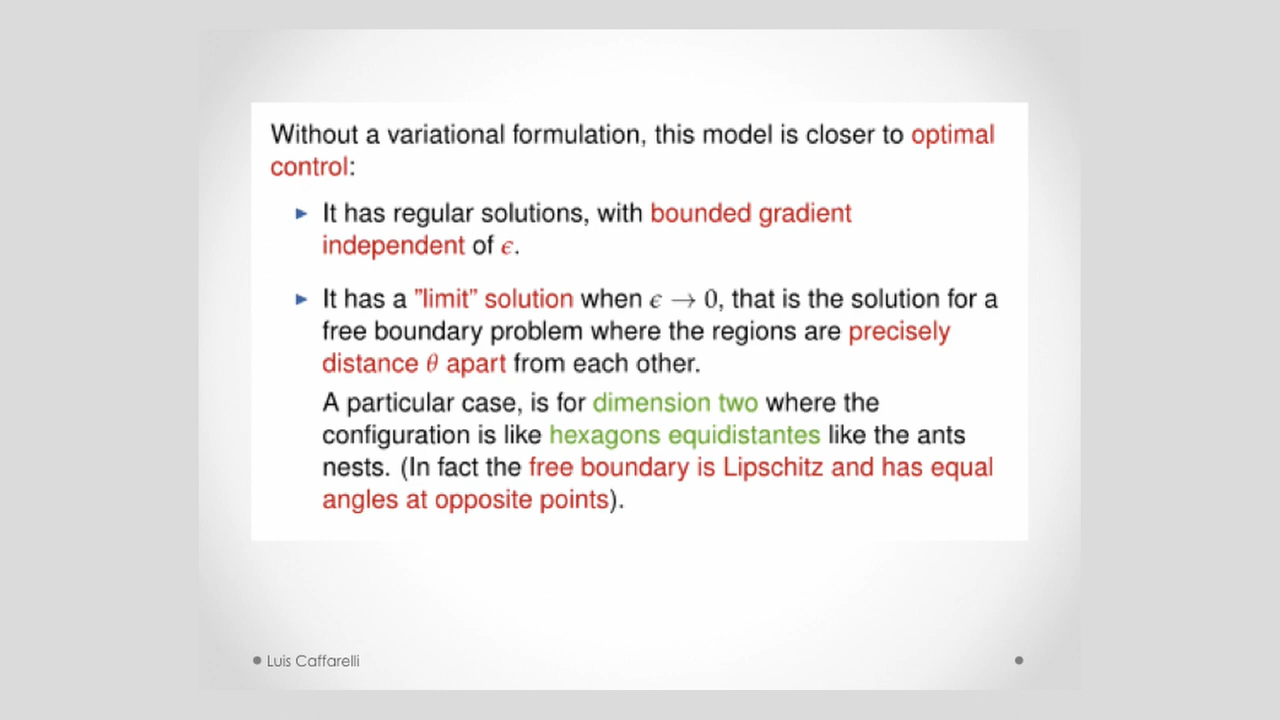 Without a variational formulation, this model is closer to optimal
control:
► It has regular solutions, with bounded gradient
independent of ϵ.
► It has a ”limit” solution when ϵ → 0, that is the solution for a
free boundary problem where the regions are precisely
distance θ apart from each other.
A particular case, is for dimension two where the
configuration is like hexagons equidistantes like the ants
nests. (In fact the free boundary is Lipschitz and has equal
angles at opposite points).
• Luis Caffarelli